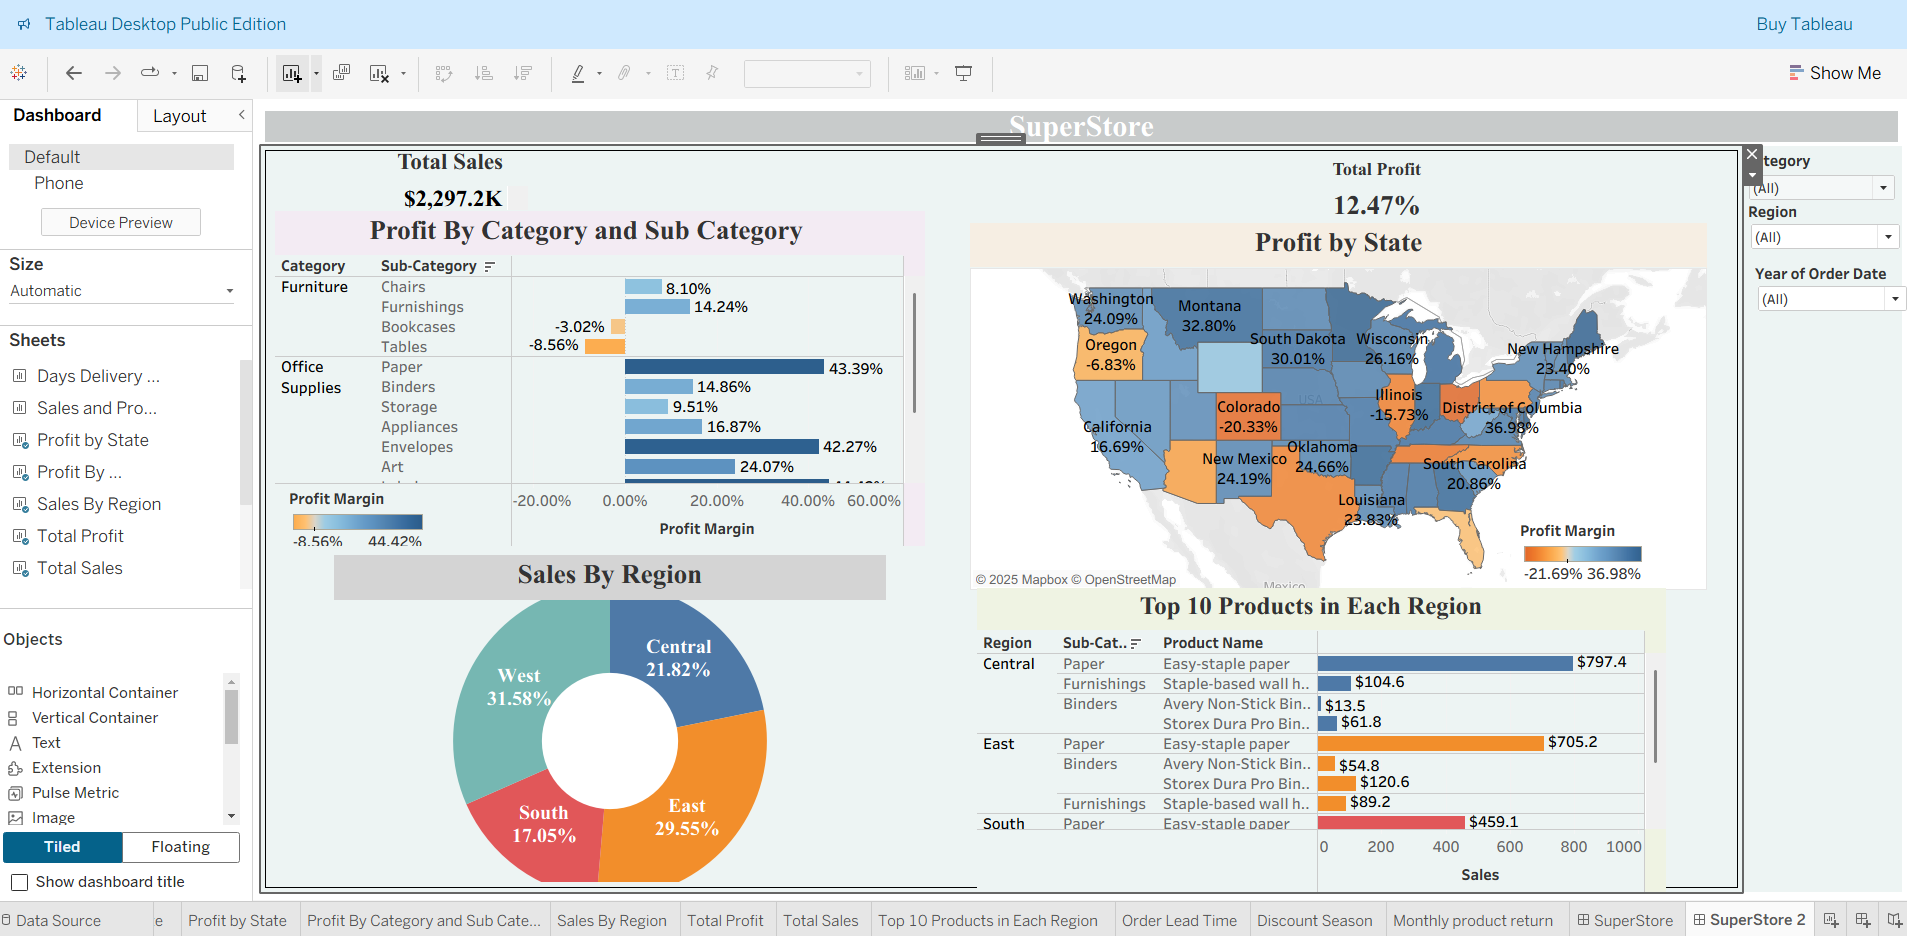 Tableau Desktop Public Edition
Buy Tableau
Show Me
Dashboard
Layout
Default
Phone
Device Preview
Size
Automatic
Sheets
Days Delivery ...
Sales and Pro...
Profit by State
Profit By ...
Sales By Region
Total Profit
Total Sales
Objects
Horizontal Container
Vertical Container
Text
Extension
Pulse Metric
Image
Tiled
Floating
Show dashboard title
SuperStore
Total Sales
$2,297.2K
Total Profit
12.47%
Profit By Category and Sub Category
Category
Sub-Category
Furniture
Chairs
8.10%
Furnishings
14.24%
Bookcases
-3.02%
Tables
-8.56%
Office
Supplies
Paper
43.39%
Binders
14.86%
Storage
9.51%
Appliances
16.87%
Envelopes
42.27%
Art
24.07%
Profit Margin
-8.56%
44.42%
-20.00%
0.00%
20.00%
40.00%
60.00%
Profit Margin
Profit by State
Washington
24.09%
Montana
32.80%
Oregon
-6.83%
South Dakota
30.01%
Wisconsin
26.16%
New Hampshire
23.40%
USA
Illinois
-15.73%
Colorado
-20.33%
District of Columbia
36.98%
California
16.69%
Oklahoma
24.66%
New Mexico
24.19%
South Carolina
20.86%
Louisiana
23.83%
Profit Margin
-21.69% 36.98%
© 2025 Mapbox © OpenStreetMap
Mexico
Sales By Region
Central
21.82%
West
31.58%
South
17.05%
East
29.55%
Top 10 Products in Each Region
Region
Sub-Cat..
Product Name
Central
Paper
Easy-staple paper
$797.4
Furnishings
Staple-based wall h..
$104.6
Binders
Avery Non-Stick Bin..
$13.5
Storex Dura Pro Bin..
$61.8
East
Paper
Easy-staple paper
$705.2
Binders
Avery Non-Stick Bin..
$54.8
Storex Dura Pro Bin..
$120.6
Furnishings
Staple-based wall h..
$89.2
South
Paper
Easy-staple paper
$459.1
0
200
400
600
800
1000
Sales
tegory
(All)
Region
(All)
Year of Order Date
(All)
Data Source
e
Profit by State
Profit By Category and Sub Cate...
Sales By Region
Total Profit
Total Sales
Top 10 Products in Each Region
Order Lead Time
Discount Season
Monthly product return
SuperStore
SuperStore 2